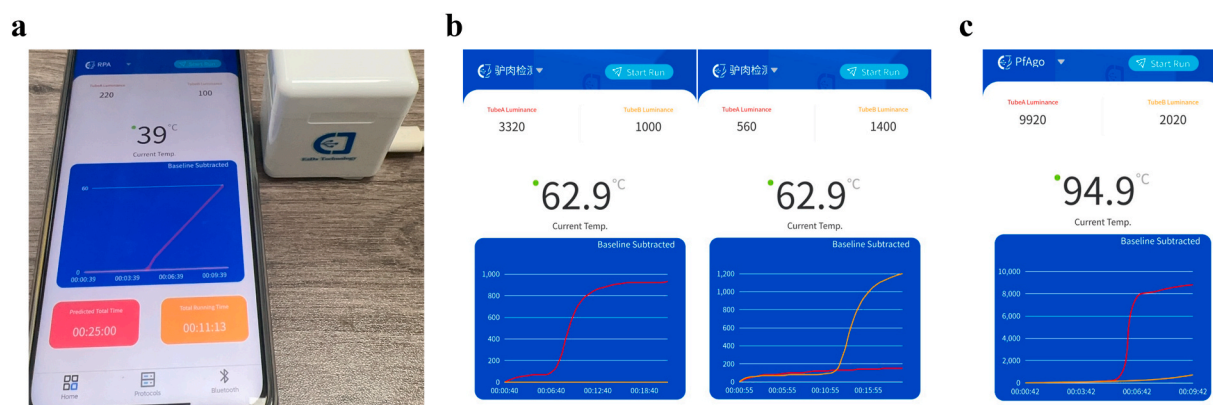 a
RPA
Start Run
TubeA Luminance
220
100
39°C
Current Temp
Baseline Subtracted
60
0
00:00:39 00:03:39 00:06:39 00:09:39
Predicted Total Time
00:25:00
Total Running Time
00:11:13
Home
Protocols
Bluetooth
b
驴肉检测
Start Run
TubeA Luminance
TubeB Luminance
3320
1000
62.9°C
Current Temp.
Baseline Subtracted
1,000
800
600
400
200
0
00:00:40 00:06:40 00:12:40 00:18:40
驴肉检测
Start Run
TubeA Luminance
TubeB Luminance
560
1400
62.9°C
Current Temp.
Baseline Subtracted
1,200
1,000
800
600
400
200
0
00:00:55 00:05:55 00:10:55 00:15:55
c
PfAgo
Start Run
TubeA Luminance
TubeB Luminance
9920
2020
94.9°C
Current Temp.
Baseline Subtracted
10,000
8,000
6,000
4,000
2,000
0
00:00:42 00:03:42 00:06:42 00:09:42